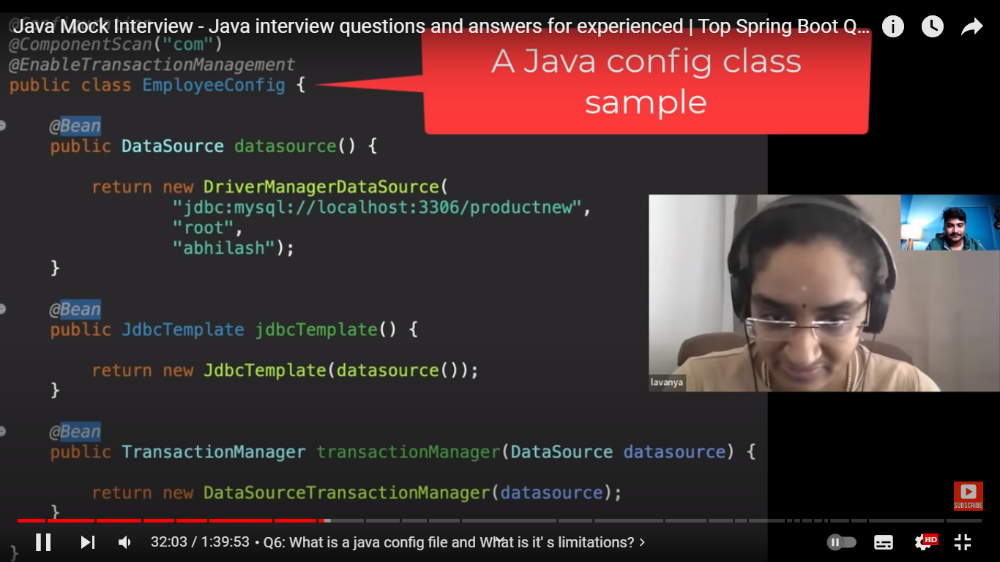 Java Mock Interview - Java interview questions and answers for experienced | Top Spring Boot Q...
@Configuration
@ComponentScan("com")
@EnableTransactionManagement
public class EmployeeConfig {
A Java config class
sample
@Bean
public DataSource datasource() {
return new DriverManagerDataSource(
"jdbc:mysql://localhost:3306/productnew",
"root",
"abhilash");
}
@Bean
public JdbcTemplate jdbcTemplate() {
return new JdbcTemplate(datasource());
}
lavanya
@Bean
public TransactionManager transactionManager(DataSource datasource) {
return new DataSourceTransactionManager(datasource);
}
SUBSCRIBE
32:03 / 1:39:53 • Q6: What is a java config file and What is it' s limitations? >
HD
}